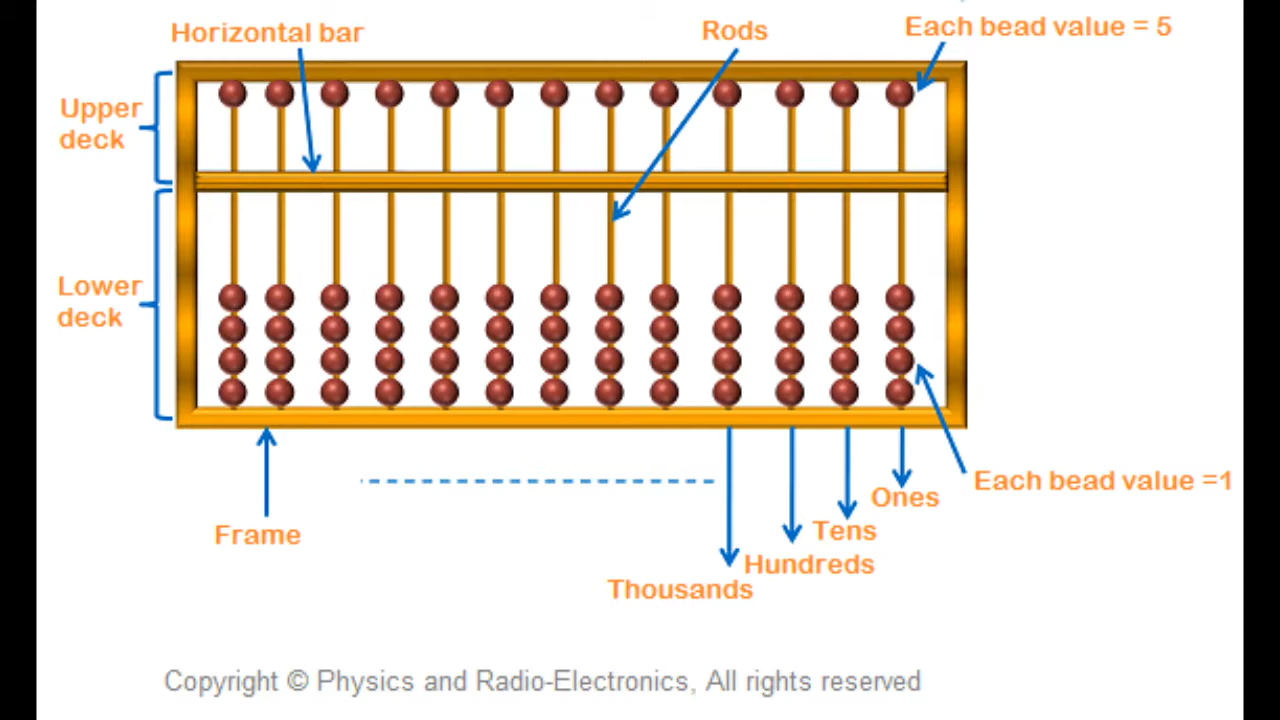 Horizontal bar
Rods
Each bead value = 5
Upper
deck
Lower
deck
Each bead value =1
Ones
Tens
Hundreds
Thousands
Frame
Copyright © Physics and Radio-Electronics, All rights reserved